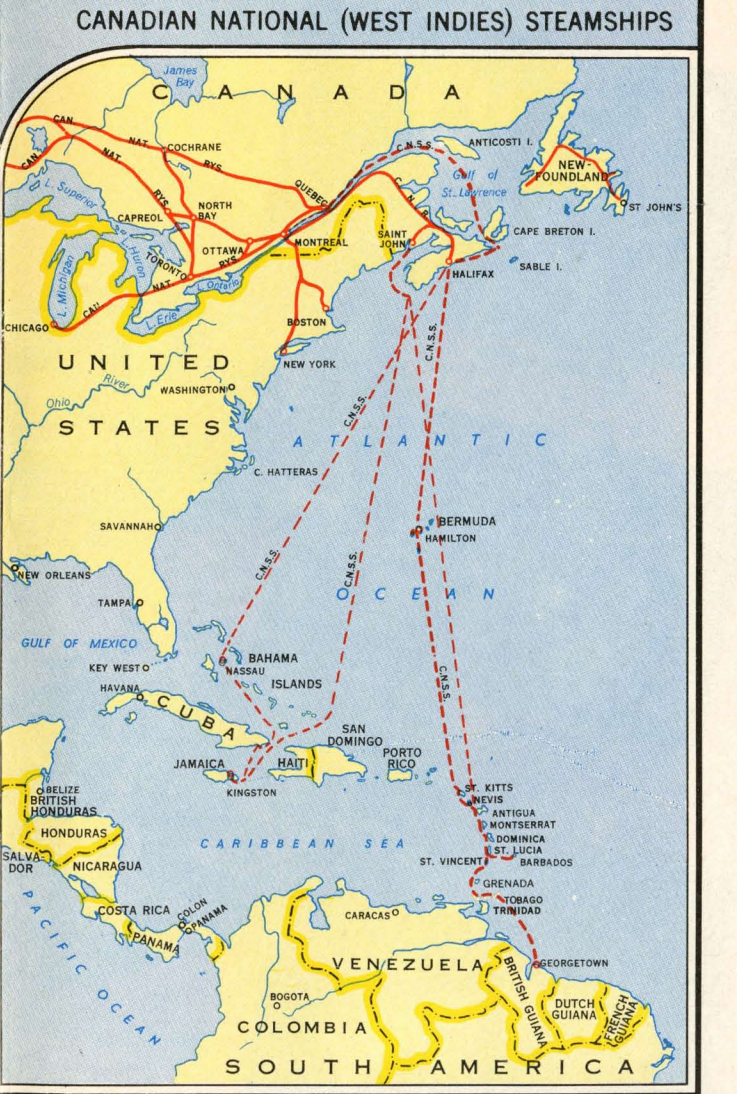 CANADIAN NATIONAL (WEST INDIES) STEAMSHIPS
James
Bay
CANADA
CAN.
NAT.
COCHRANE
RYS.
CAN.
NAT.
RYS.
QUEBEC
C.N.S.S.
ANTICOSTI I.
Gulf of
St. Lawrence
NEW-
FOUNDLAND
ST JOHN'S
L. Superior
CAPREOL
NORTH
BAY
C. N. R.
SAINT
JOHN
CAPE BRETON I.
SABLE I.
HALIFAX
OTTAWA
MONTREAL
RYS.
TORONTO
L. Huron
L. Michigan
L. Ontario
NAT.
CAN.
L. Erie
CHICAGO
BOSTON
NEW YORK
UNITED
STATES
Ohio River
WASHINGTON
C. HATTERAS
C.N.S.S.
C.N.S.S.
ATLANTIC
OCEAN
SAVANNAH
BERMUDA
HAMILTON
C.N.S.S.
C.N.S.S.
C.N.S.S.
NEW ORLEANS
TAMPA
GULF OF MEXICO
KEY WEST
HAVANA
BAHAMA
NASSAU
ISLANDS
CUBA
SAN
DOMINGO
PORTO
RICO
JAMAICA
HAITI
KINGSTON
ST. KITTS
NEVIS
ANTIGUA
MONTSERRAT
DOMINICA
ST. LUCIA
ST. VINCENT
BARBADOS
GRENADA
TOBAGO
TRINIDAD
BELIZE
BRITISH
HONDURAS
HONDURAS
SALVA-
DOR
NICARAGUA
CARIBBEAN SEA
COSTA RICA
COLON
PANAMA
PANAMA
PACIFIC OCEAN
CARACAS
VENEZUELA
GEORGETOWN
BRITISH GUIANA
DUTCH
GUIANA
FRENCH
GUIANA
BOGOTA
COLOMBIA
SOUTH AMERICA